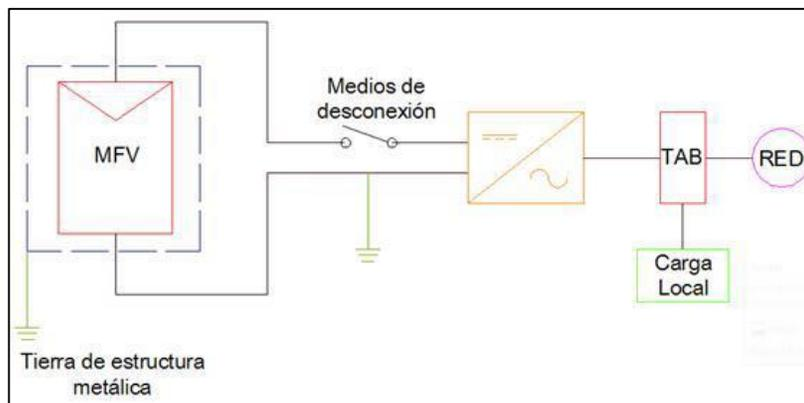 MFV
Medios de
desconexión
TAB
RED
Carga
Local
Tierra de estructura
metálica